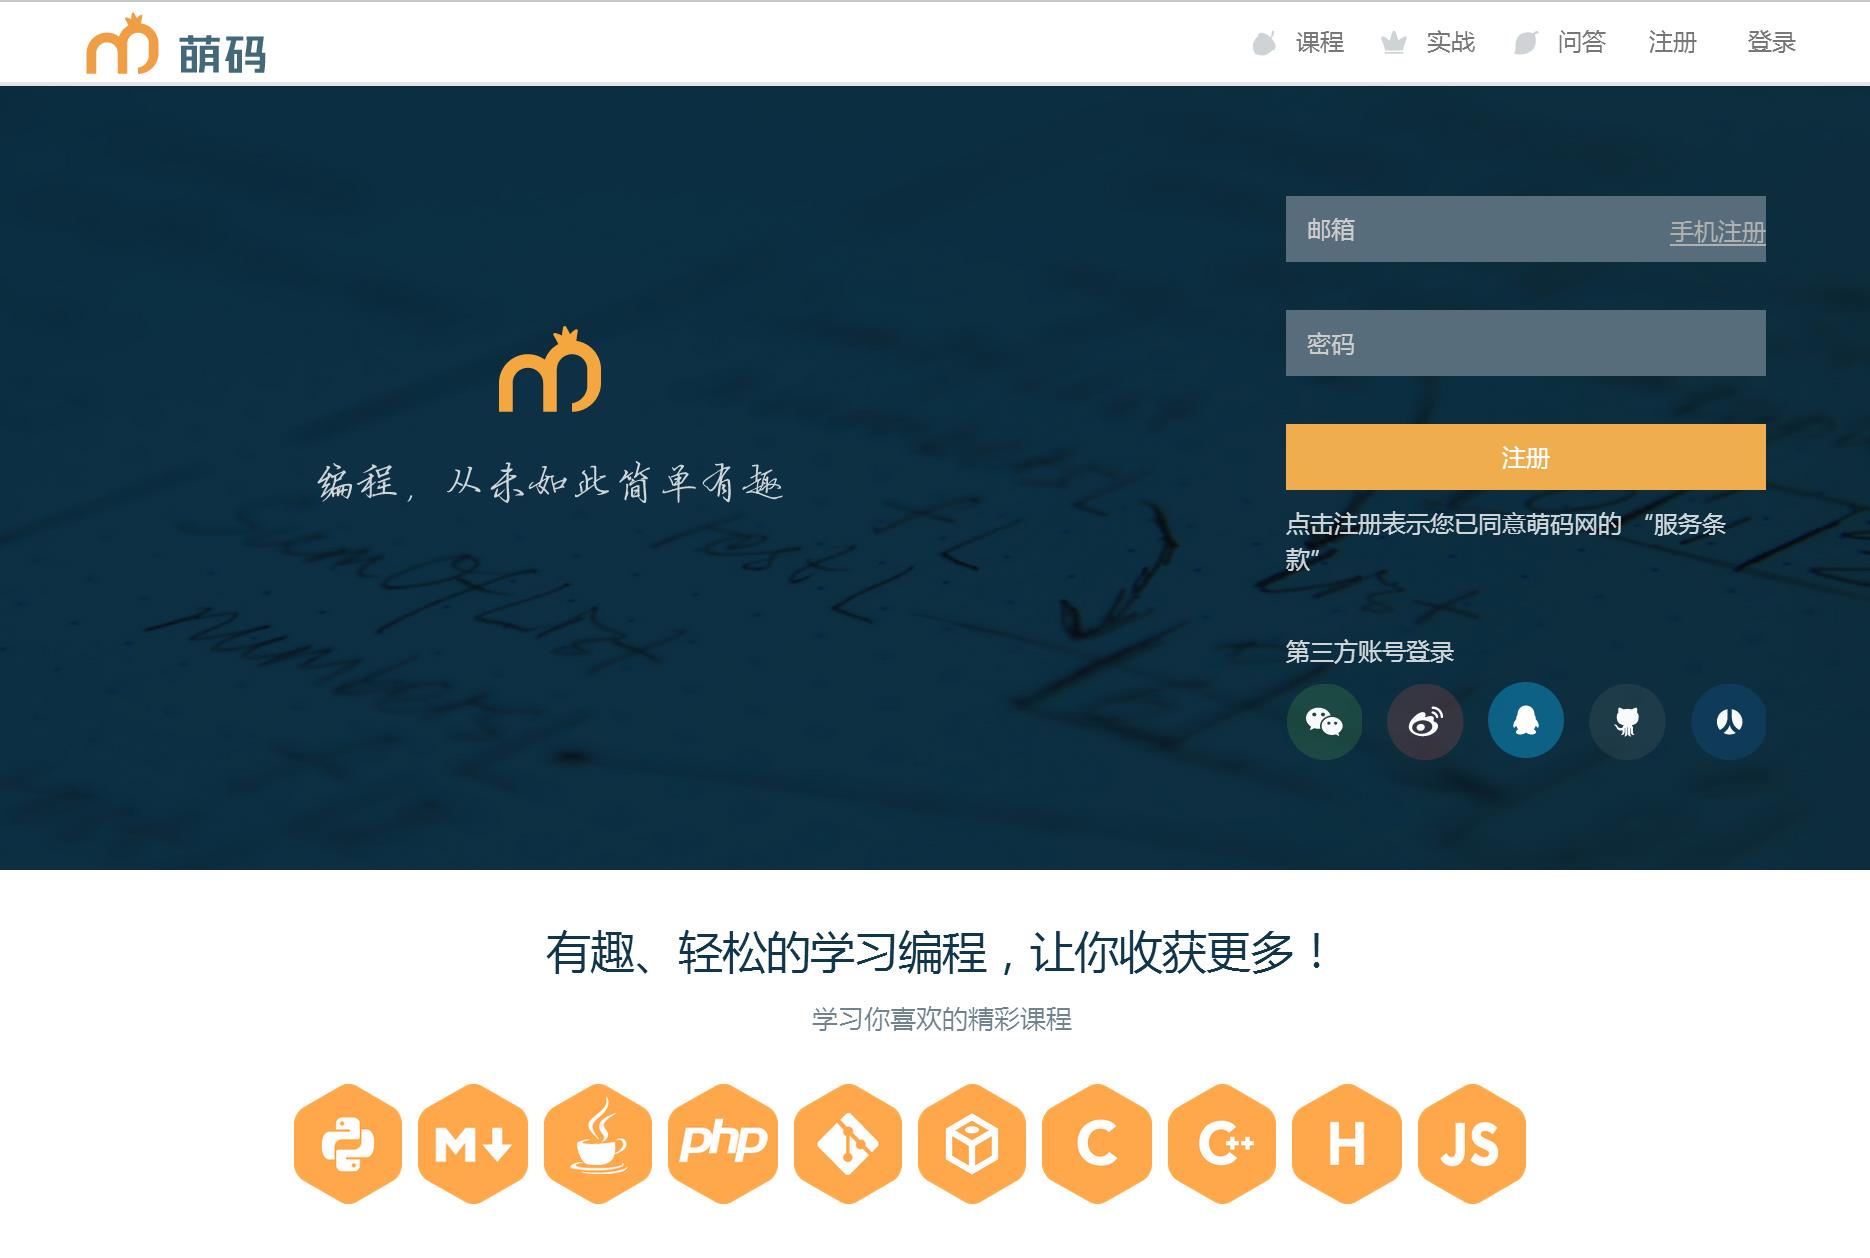 萌码
课程 实战 问答 注册 登录
邮箱 手机注册
密码
注册
点击注册表示您已同意萌码网的 “服务条
款”
编程，从未如此简单有趣
Sum of list
numbers
第三方账号登录
有趣、轻松的学习编程，让你收获更多！
学习你喜欢的精彩课程
M php C C++ H JS